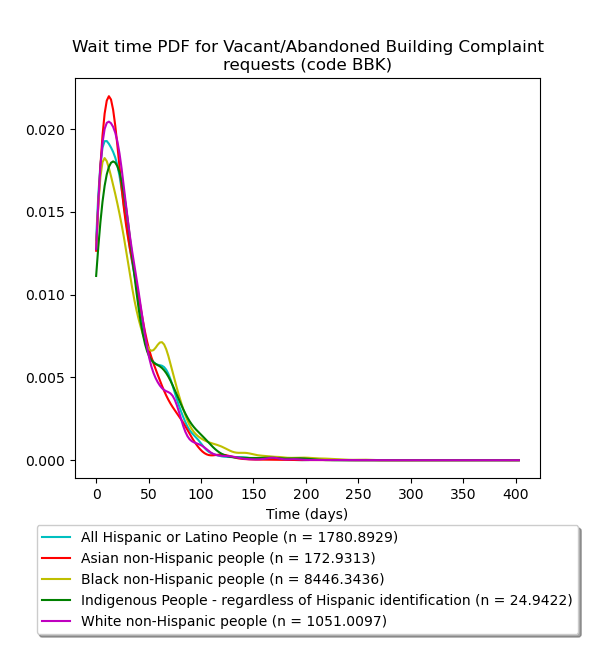 Wait time PDF for Vacant/Abandoned Building Complaint
requests (code BBK)
0.020
0.015
0.010
0.005
0.000
0 50 100 150 200 250 300 350 400
Time (days)
All Hispanic or Latino People (n = 1780.8929)
Asian non-Hispanic people (n = 172.9313)
Black non-Hispanic people (n = 8446.3436)
Indigenous People - regardless of Hispanic identification (n = 24.9422)
White non-Hispanic people (n = 1051.0097)